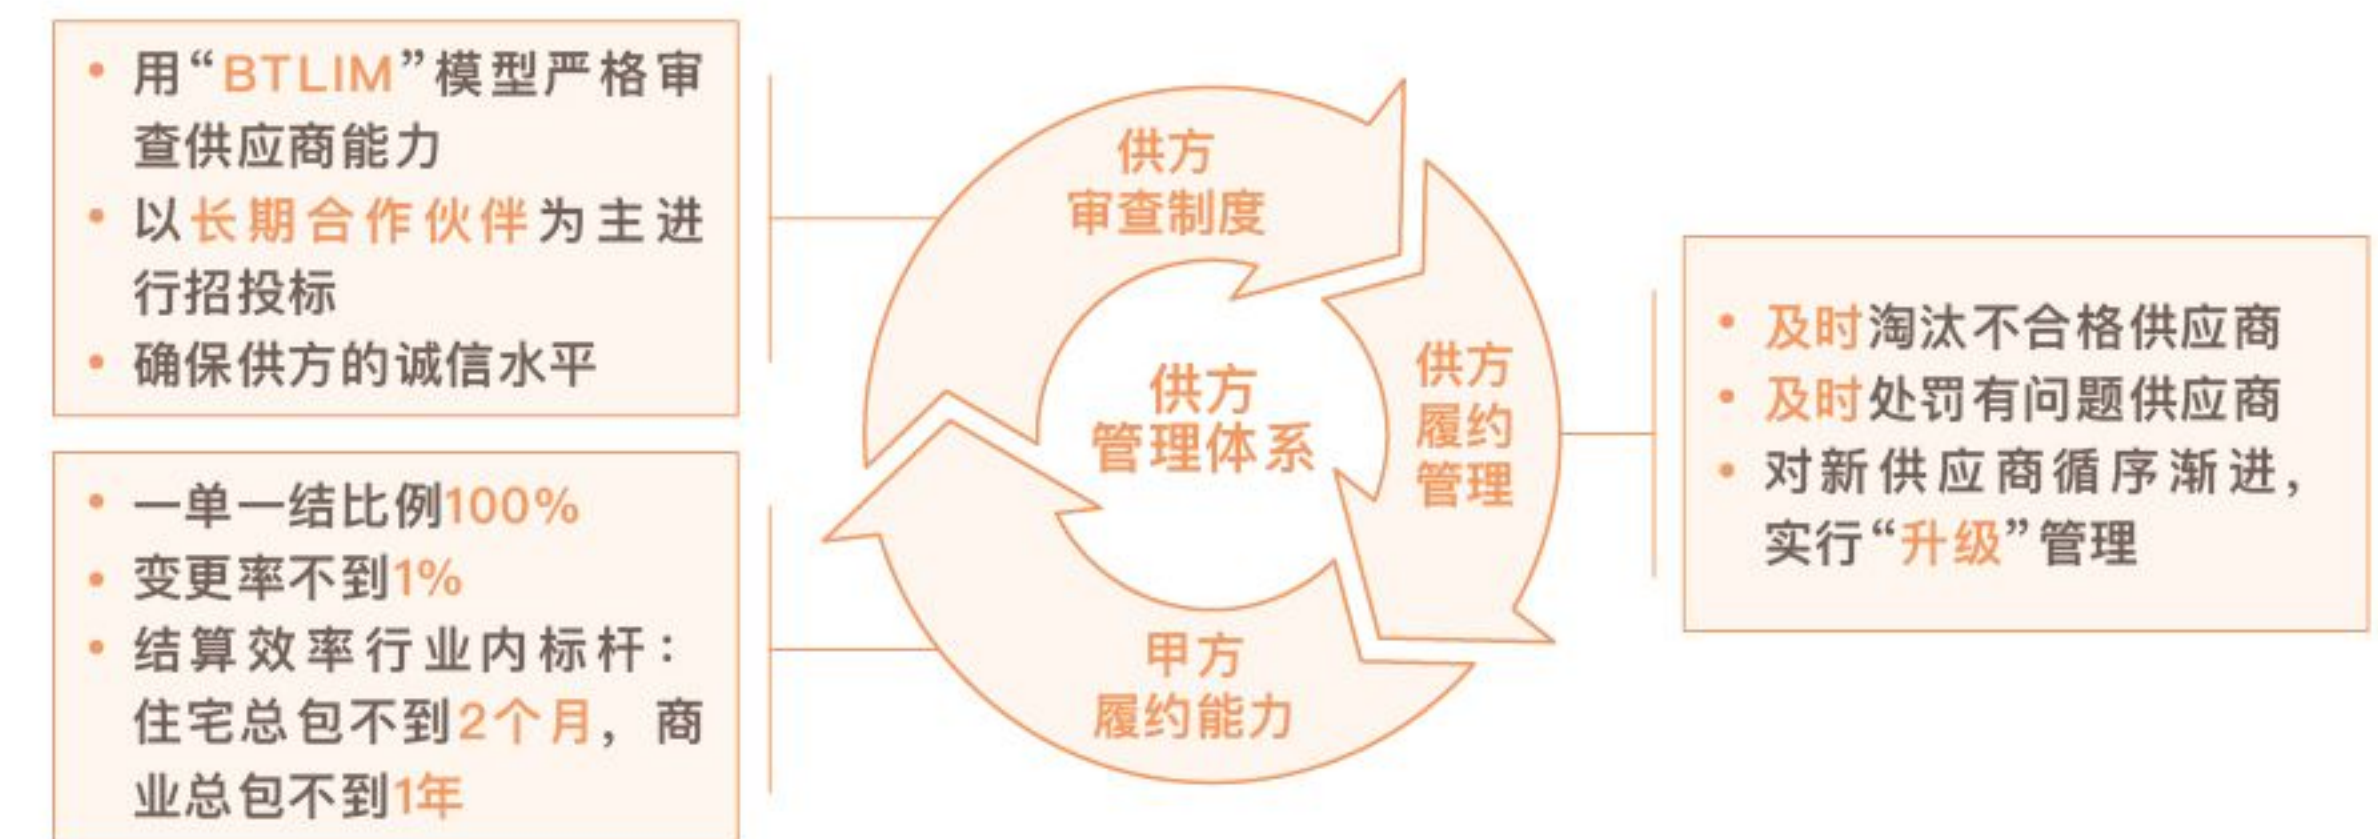 用“BTLIM”模型严格审
查供应商能力
以长期合作伙伴为主进
行招投标
确保供方的诚信水平
一单一结比例100%
变更率不到1%
结算效率行业内标杆：
住宅总包不到2个月，商
业总包不到1年
供方
审查制度
供方
管理体系
供方
履约
管理
甲方
履约能力
及时淘汰不合格供应商
及时处罚有问题供应商
对新供应商循序渐进，
实行“升级”管理